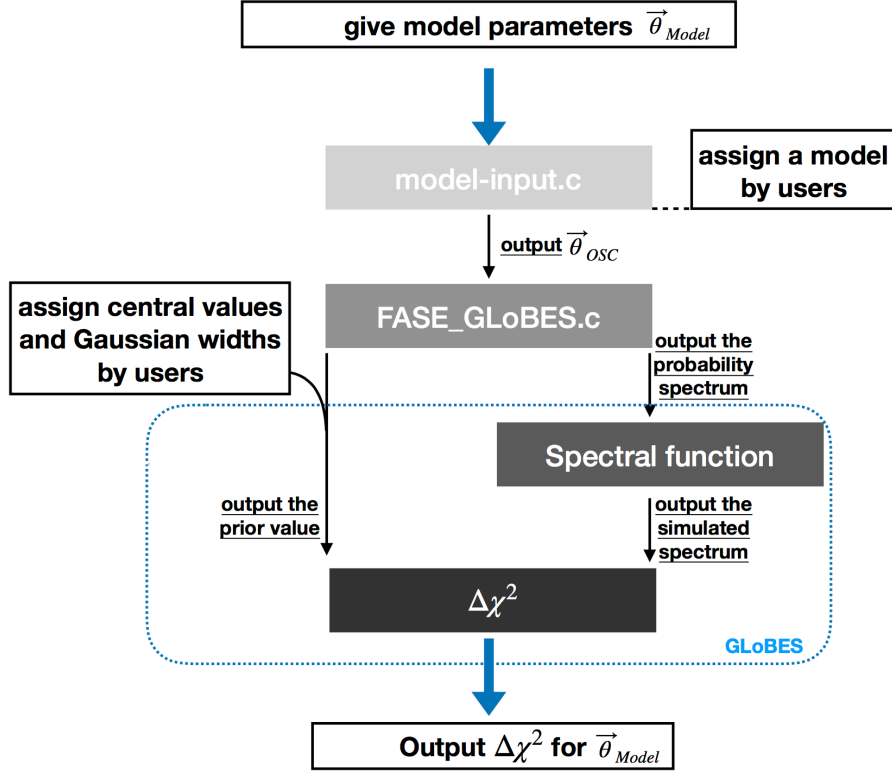 give model parameters θ⃗ Model
model-input.c
assign a model
by users
output θ⃗ OSC
assign central values
and Gaussian widths
by users
FASE_GLoBES.c
output the
probability
spectrum
Spectral function
output the
prior value
output the
simulated
spectrum
Δχ²
GLoBES
Output Δχ² for θ⃗ Model